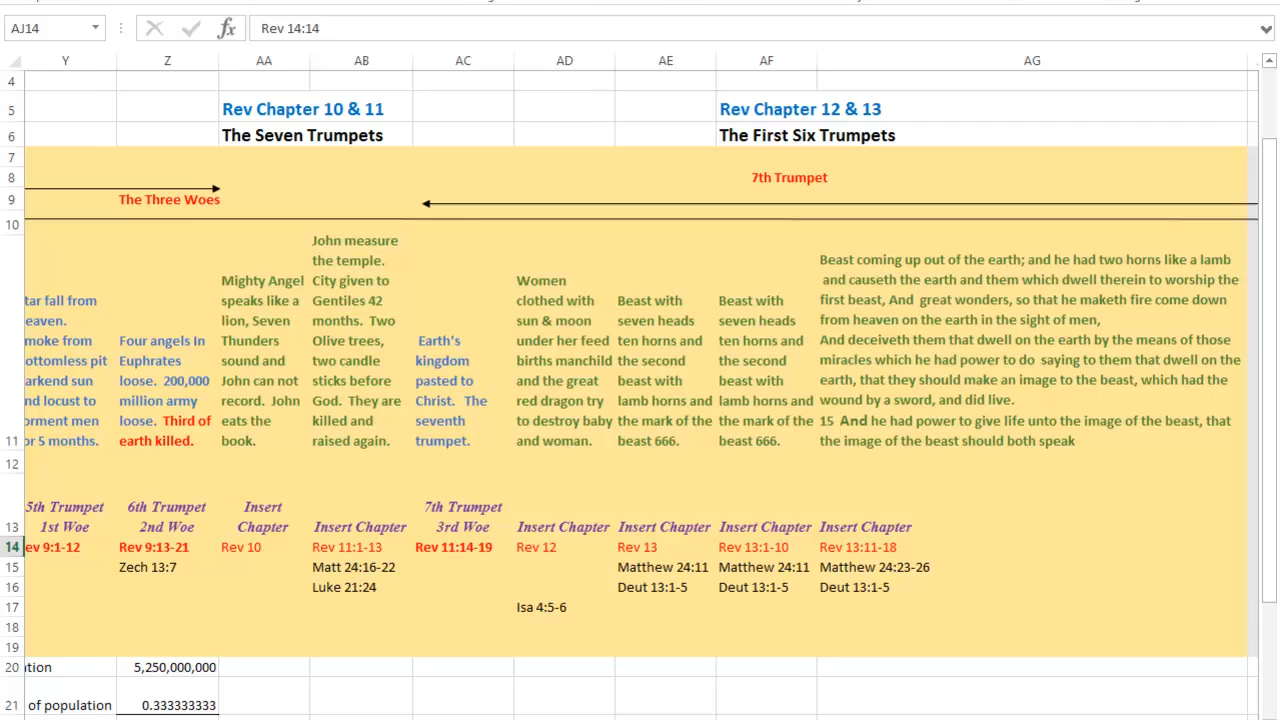 AJ14
fx
Rev 14:14
Y Z AA AB AC AD AE AF AG
4
5 Rev Chapter 10 & 11 Rev Chapter 12 & 13
6 The Seven Trumpets The First Six Trumpets
7
8 7th Trumpet
9 The Three Woes
10
11
tar fall from
eaven.
moke from
ottomless pit
arkend sun
nd locust to
orment men
or 5 months.
Four angels in
Euphrates
loose. 200,000
million army
loose. Third of
earth killed.
Mighty Angel
speaks like a
lion, Seven
Thunders
sound and
John can not
record. John
eats the
book.
John measure
the temple.
City given to
Gentiles 42
months. Two
Olive trees,
two candle
sticks before
God. They are
killed and
raised again.
Earth's
kingdom
pasted to
Christ. The
seventh
trumpet.
Women
clothed with
sun & moon
under her feed
births manchild
and the great
red dragon try
to destroy baby
and woman.
Beast with
seven heads
ten horns and
the second
beast with
lamb horns and
the mark of the
beast 666.
Beast with
seven heads
ten horns and
the second
beast with
lamb horns and
the mark of the
beast 666.
Beast coming up out of the earth; and he had two horns like a lamb
and causeth the earth and them which dwell therein to worship the
first beast, And great wonders, so that he maketh fire come down
from heaven on the earth in the sight of men,
And deceiveth them that dwell on the earth by the means of those
miracles which he had power to do saying to them that dwell on the
earth, that they should make an image to the beast, which had the
wound by a sword, and did live.
15 And he had power to give life unto the image of the beast, that
the image of the beast should both speak
12
5th Trumpet 6th Trumpet Insert 7th Trumpet
13 1st Woe 2nd Woe Chapter Insert Chapter 3rd Woe Insert Chapter Insert Chapter Insert Chapter Insert Chapter
14 ev 9:1-12 Rev 9:13-21 Rev 10 Rev 11:1-13 Rev 11:14-19 Rev 12 Rev 13 Rev 13:1-10 Rev 13:11-18
15 Zech 13:7 Matt 24:16-22 Matthew 24:11 Matthew 24:11 Matthew 24:23-26
16 Luke 21:24 Deut 13:1-5 Deut 13:1-5 Deut 13:1-5
17 Isa 4:5-6
18
19
20 tion 5,250,000,000
21 of population 0.333333333